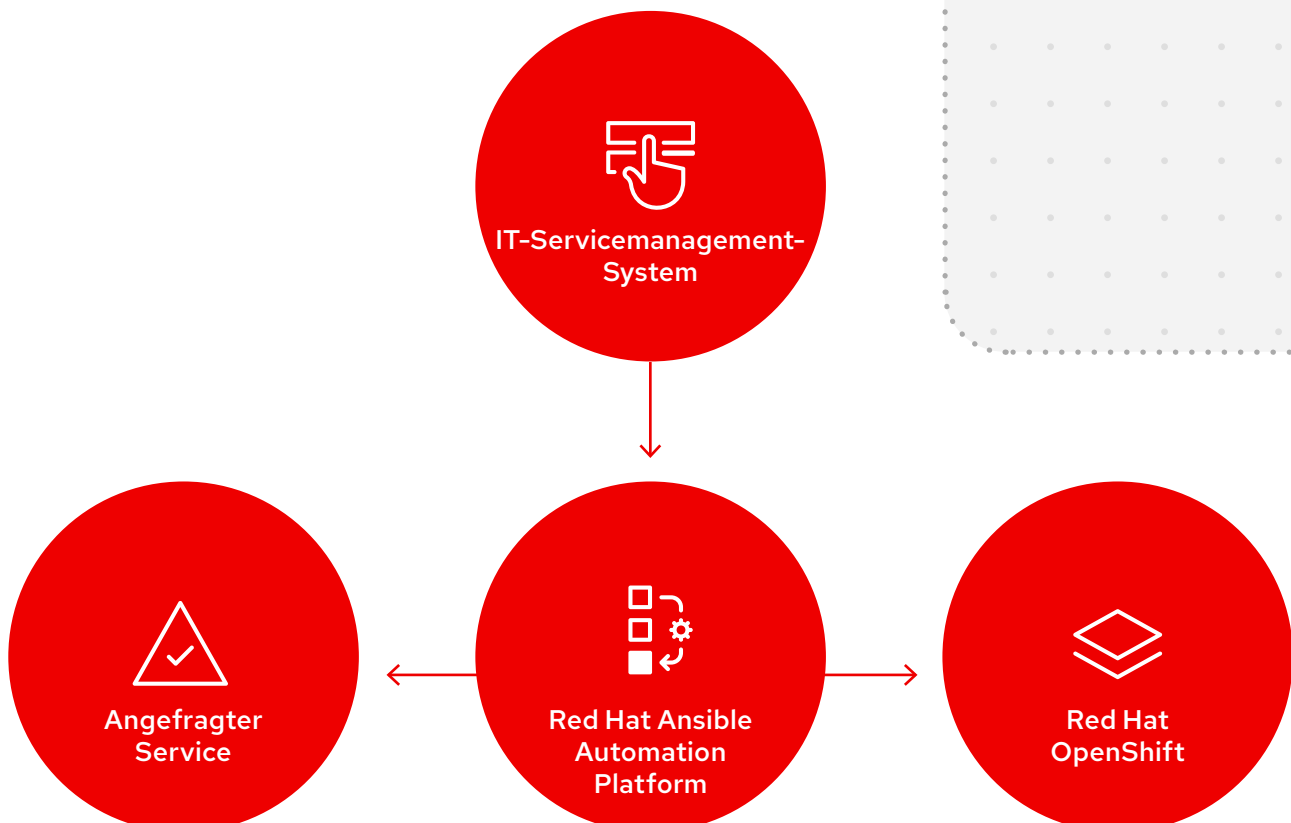 IT-Servicemanagement-
System
Angefragter
Service
Red Hat Ansible
Automation
Platform
Red Hat
OpenShift